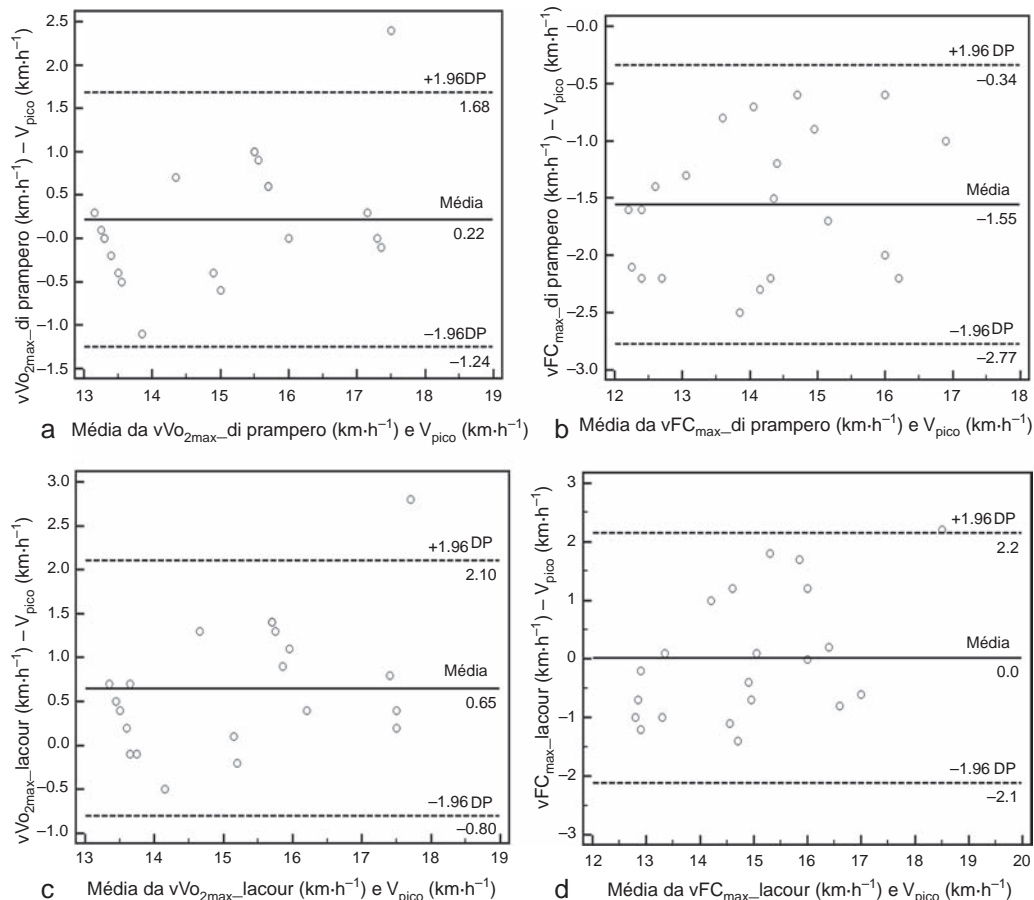 vVo2max_di prampero (km·h−1) – Vpico (km·h−1)
2.5
2.0
1.5
1.0
0.5
−0.0
−0.5
−1.0
−1.5
+1.96DP
1.68
Média
0.22
−1.96DP
−1.24
13 14 15 16 17 18 19
a Média da vVo2max_di prampero (km·h−1) e Vpico (km·h−1)
vFCmax_di prampero (km·h−1) – Vpico (km·h−1)
−0.0
−0.5
−1.0
−1.5
−2.0
−2.5
−3.0
+1.96 DP
−0.34
Média
−1.55
−1.96DP
−2.77
12 13 14 15 16 17 18
b Média da vFCmax_di prampero (km·h−1) e Vpico (km·h−1)
vVo2max_lacour (km·h−1) – Vpico (km·h−1)
3.0
2.5
2.0
1.5
1.0
0.5
0.0
−0.5
−1.0
+1.96 DP
2.10
Média
0.65
−1.96 DP
−0.80
13 14 15 16 17 18 19
c Média da vVo2max_lacour (km·h−1) e Vpico (km·h−1)
vFCmax_lacour (km·h−1) – Vpico (km·h−1)
3
2
1
0
−1
−2
−3
+1.96 DP
2.2
Média
0.0
−1.96 DP
−2.1
12 13 14 15 16 17 18 19 20
d Média da vFCmax_lacour (km·h−1) e Vpico (km·h−1)